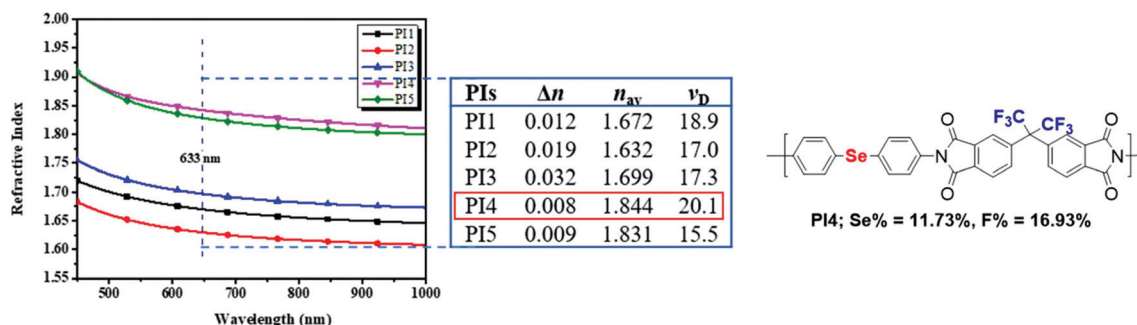 2.00
1.95
1.90
1.85
1.80
1.75
1.70
1.65
1.60
1.55
Refractive Index
500
600
700
800
900
1000
Wavelength (nm)
633 nm
PI1
PI2
PI3
PI4
PI5
PIs Δn nav vD
PI1 0.012 1.672 18.9
PI2 0.019 1.632 17.0
PI3 0.032 1.699 17.3
PI4 0.008 1.844 20.1
PI5 0.009 1.831 15.5
F3C CF3
O O
Se N N
O O
PI4; Se% = 11.73%, F% = 16.93%